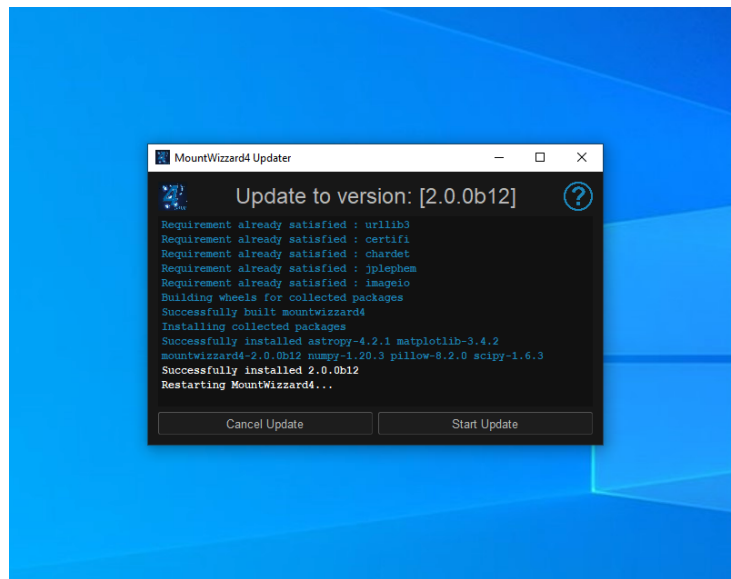 MountWizzard4 Updater
Update to version: [2.0.0b12]
?
Requirement already satisfied : urllib3
Requirement already satisfied : certifi
Requirement already satisfied : chardet
Requirement already satisfied : jplephem
Requirement already satisfied : imageio
Building wheels for collected packages
Successfully built mountwizzard4
Installing collected packages
Successfully installed astropy-4.2.1 matplotlib-3.4.2
mountwizzard4-2.0.0b12 numpy-1.20.3 pillow-8.2.0 scipy-1.6.3
Successfully installed 2.0.0b12
Restarting MountWizzard4...
Cancel Update
Start Update